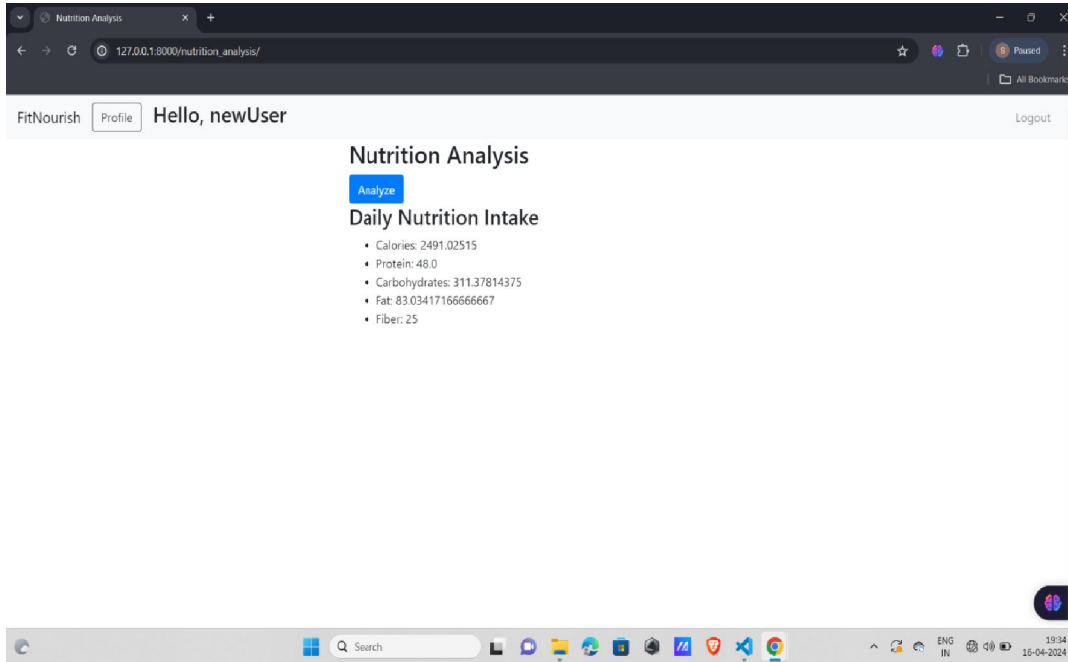 Nutrition Analysis
127.0.0.1:8000/nutrition_analysis/
S Paused
All Bookmarks
FitNourish Profile Hello, newUser Logout
Nutrition Analysis
Analyze
Daily Nutrition Intake
• Calories: 2491.02515
• Protein: 48.0
• Carbohydrates: 311.37814375
• Fat: 83.03417166666667
• Fiber: 25
Search
ENG
IN
19:34
16-04-2024